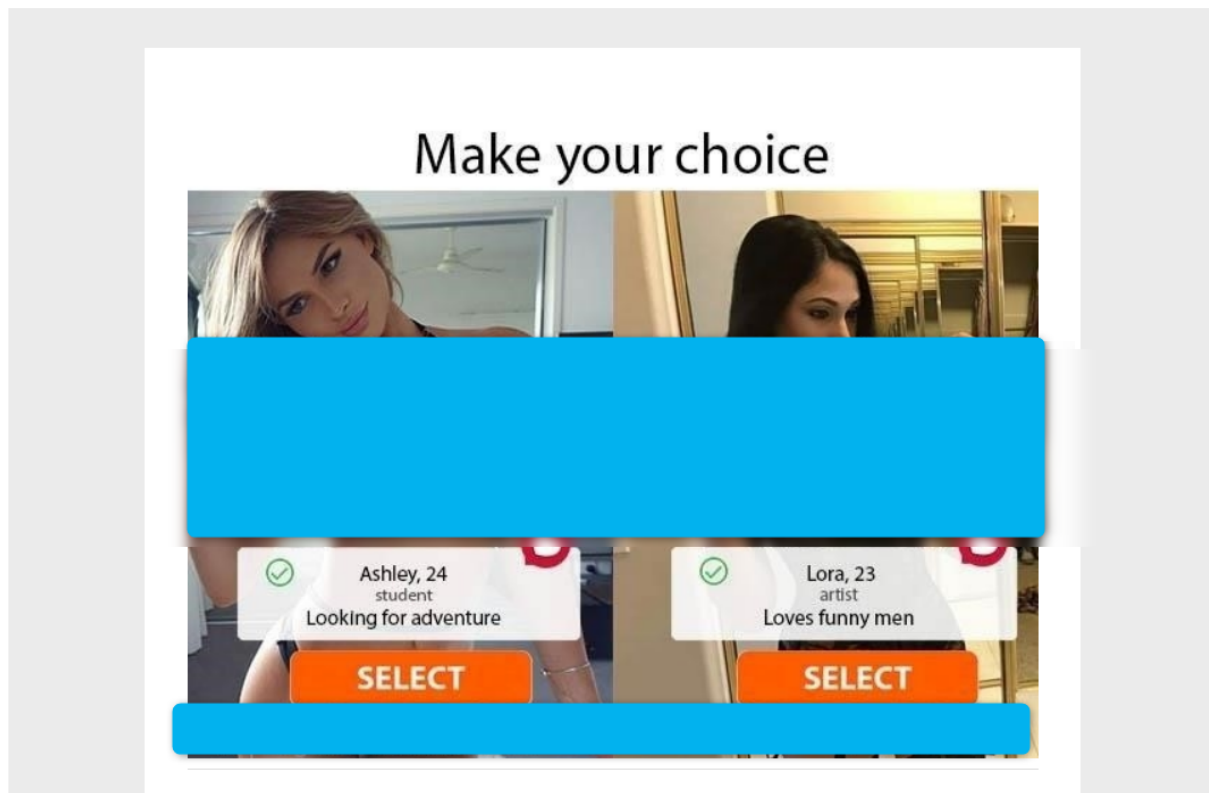 Make your choice
Ashley, 24
student
Looking for adventure
SELECT
Lora, 23
artist
Loves funny men
SELECT